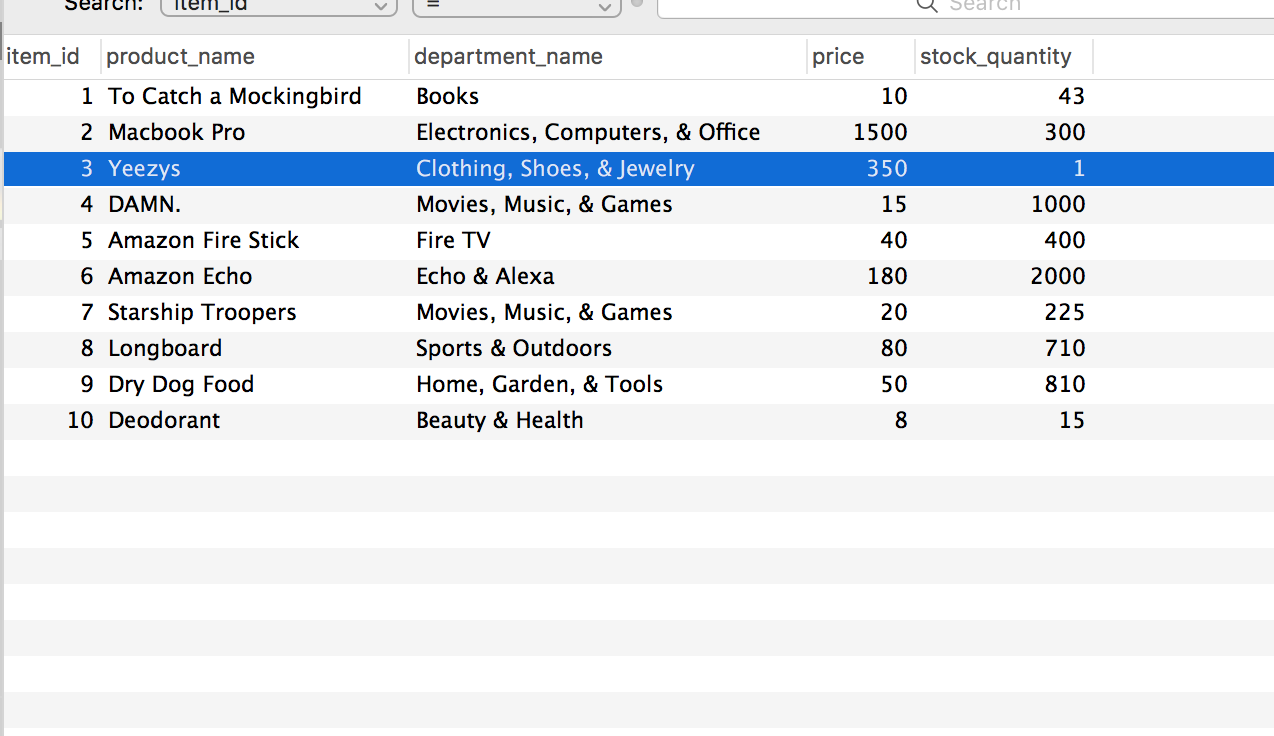 Search: item_id = Search
item_id product_name department_name price stock_quantity
1 To Catch a Mockingbird Books 10 43
2 Macbook Pro Electronics, Computers, & Office 1500 300
3 Yeezys Clothing, Shoes, & Jewelry 350 1
4 DAMN. Movies, Music, & Games 15 1000
5 Amazon Fire Stick Fire TV 40 400
6 Amazon Echo Echo & Alexa 180 2000
7 Starship Troopers Movies, Music, & Games 20 225
8 Longboard Sports & Outdoors 80 710
9 Dry Dog Food Home, Garden, & Tools 50 810
10 Deodorant Beauty & Health 8 15